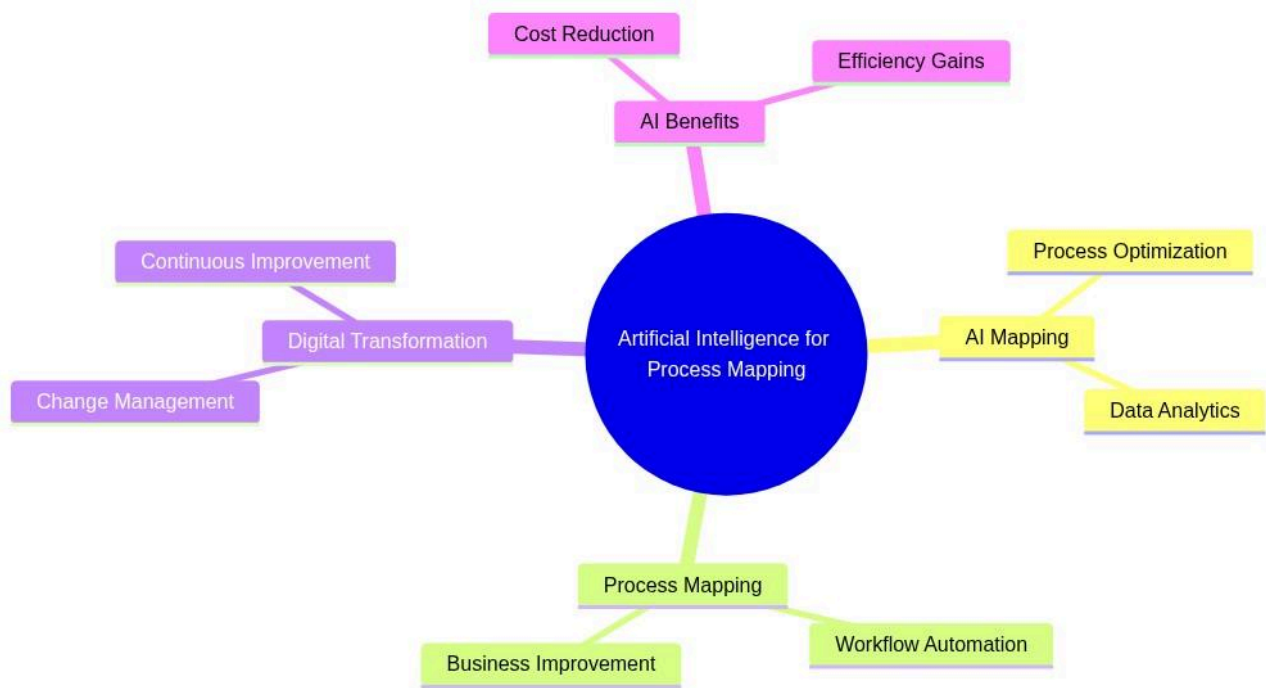 Cost Reduction
Efficiency Gains
AI Benefits
Process Optimization
Continuous Improvement
Digital Transformation
Artificial Intelligence for
Process Mapping
AI Mapping
Change Management
Data Analytics
Process Mapping
Workflow Automation
Business Improvement